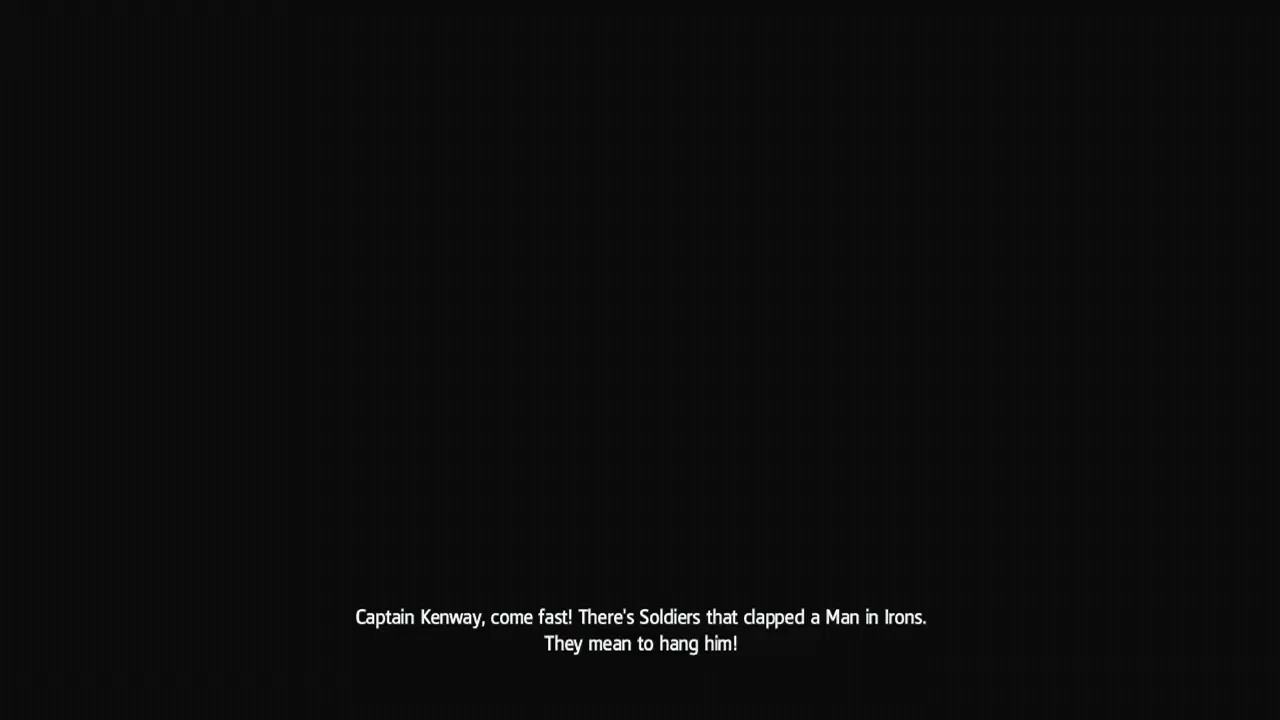 Captain Kenway, come fast! There's Soldiers that clapped a Man in Irons.
They mean to hang him!